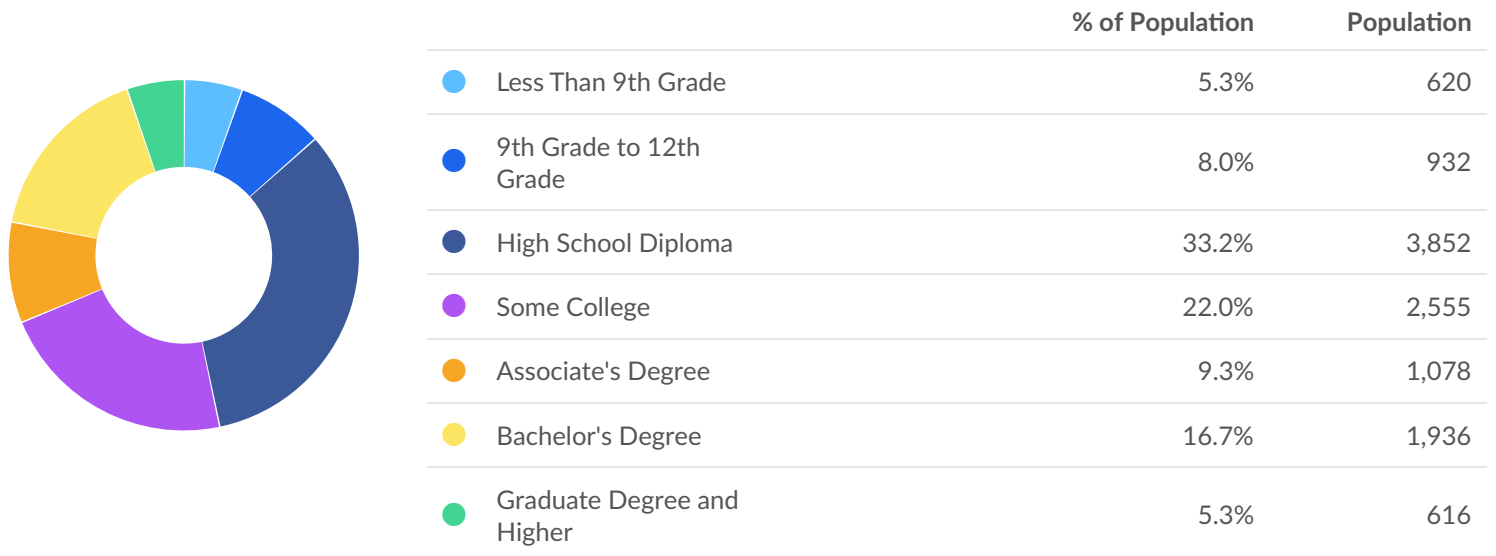 % of Population Population
Less Than 9th Grade 5.3% 620
9th Grade to 12th
Grade 8.0% 932
High School Diploma 33.2% 3,852
Some College 22.0% 2,555
Associate's Degree 9.3% 1,078
Bachelor's Degree 16.7% 1,936
Graduate Degree and
Higher 5.3% 616